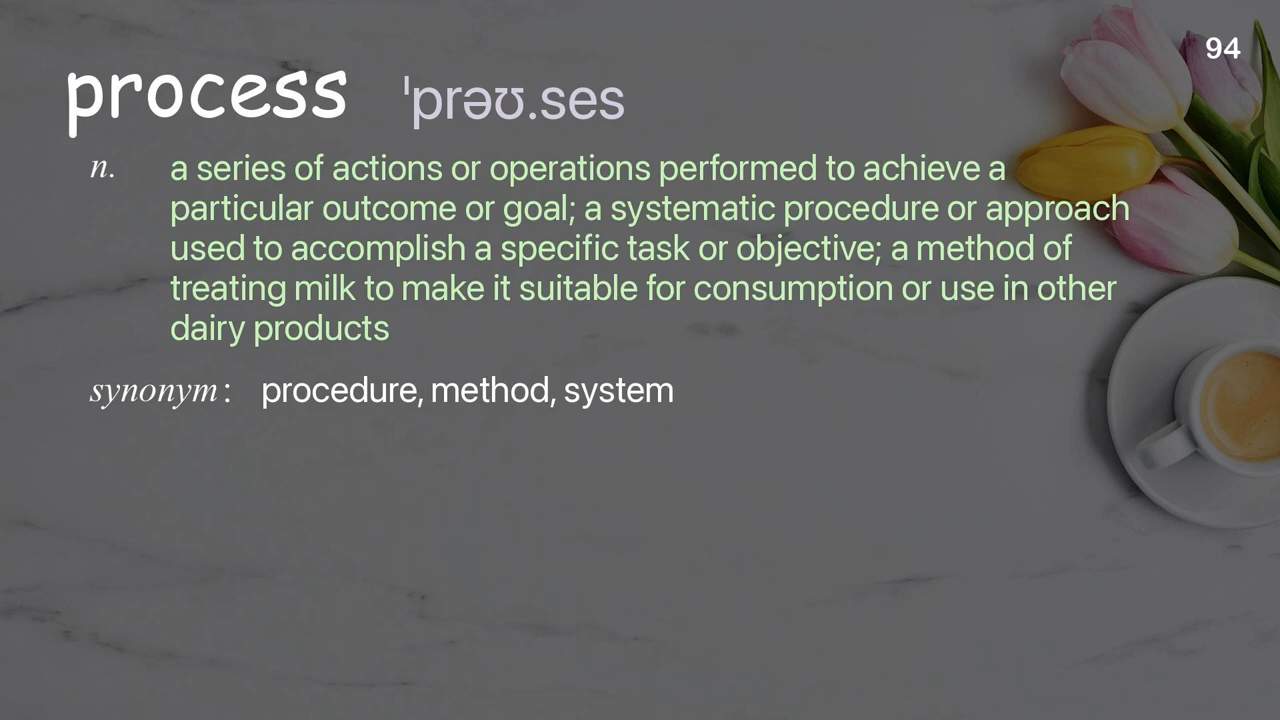 94
process ˈprəʊ.ses
n. a series of actions or operations performed to achieve a
particular outcome or goal; a systematic procedure or approach
used to accomplish a specific task or objective; a method of
treating milk to make it suitable for consumption or use in other
dairy products
synonym: procedure, method, system